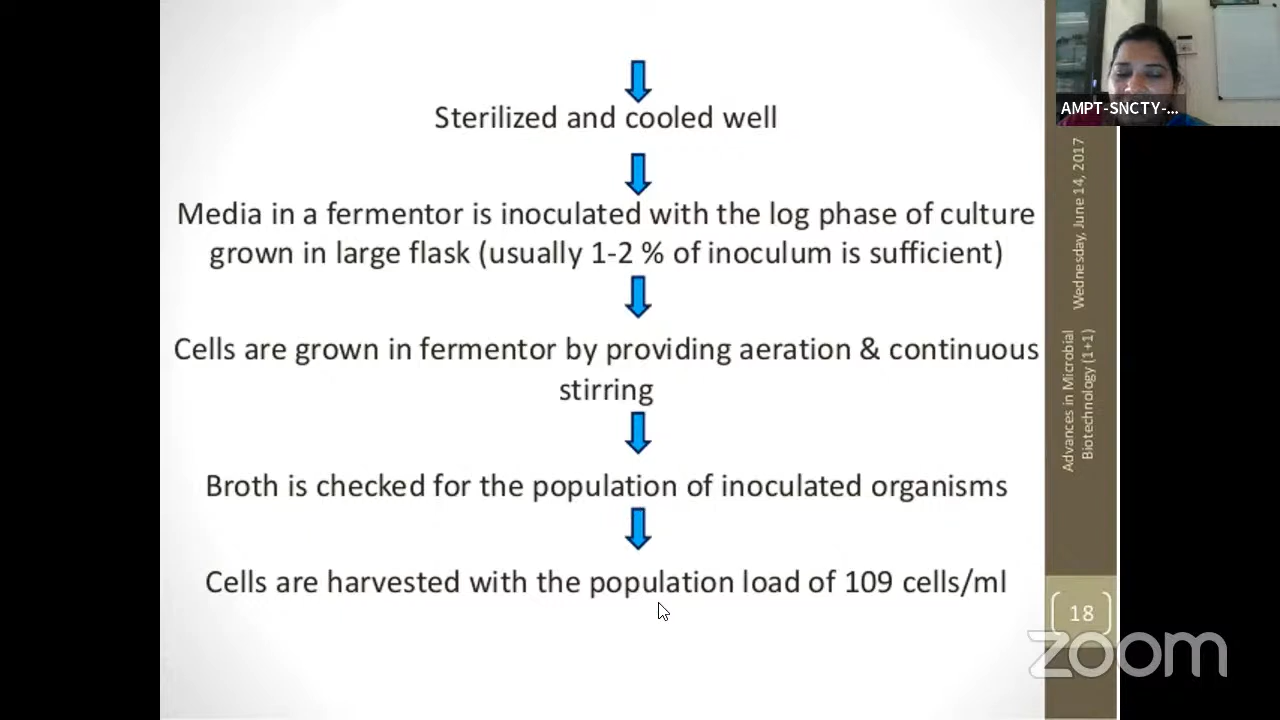 Sterilized and cooled well
Media in a fermentor is inoculated with the log phase of culture
grown in large flask (usually 1-2 % of inoculum is sufficient)
Cells are grown in fermentor by providing aeration & continuous
stirring
Broth is checked for the population of inoculated organisms
Cells are harvested with the population load of 109 cells/ml
AMPT-SNCTY-...
Wednesday, June 14, 2017
Advances in Microbial
Biotechnology (1+1)
18
zoom